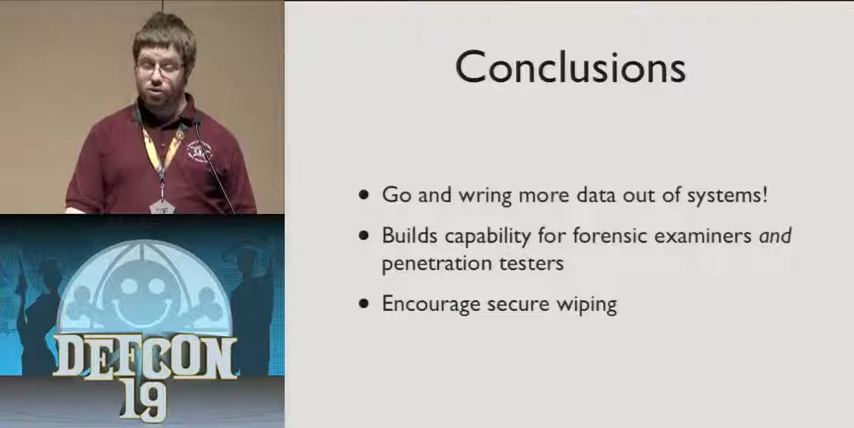 Conclusions
• Go and wring more data out of systems!
• Builds capability for forensic examiners and
penetration testers
• Encourage secure wiping
DEFCON
19